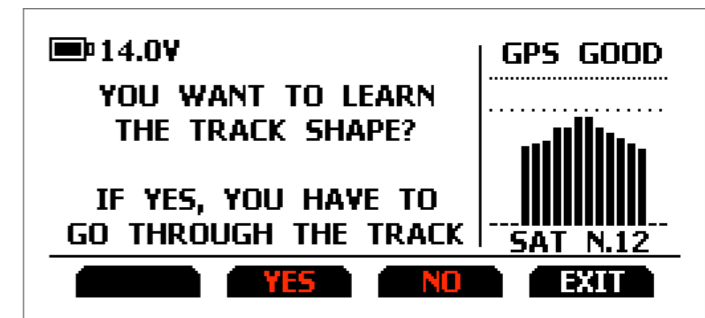 14.0V
GPS GOOD
YOU WANT TO LEARN
THE TRACK SHAPE?
IF YES, YOU HAVE TO
GO THROUGH THE TRACK
SAT N.12
YES
NO
EXIT